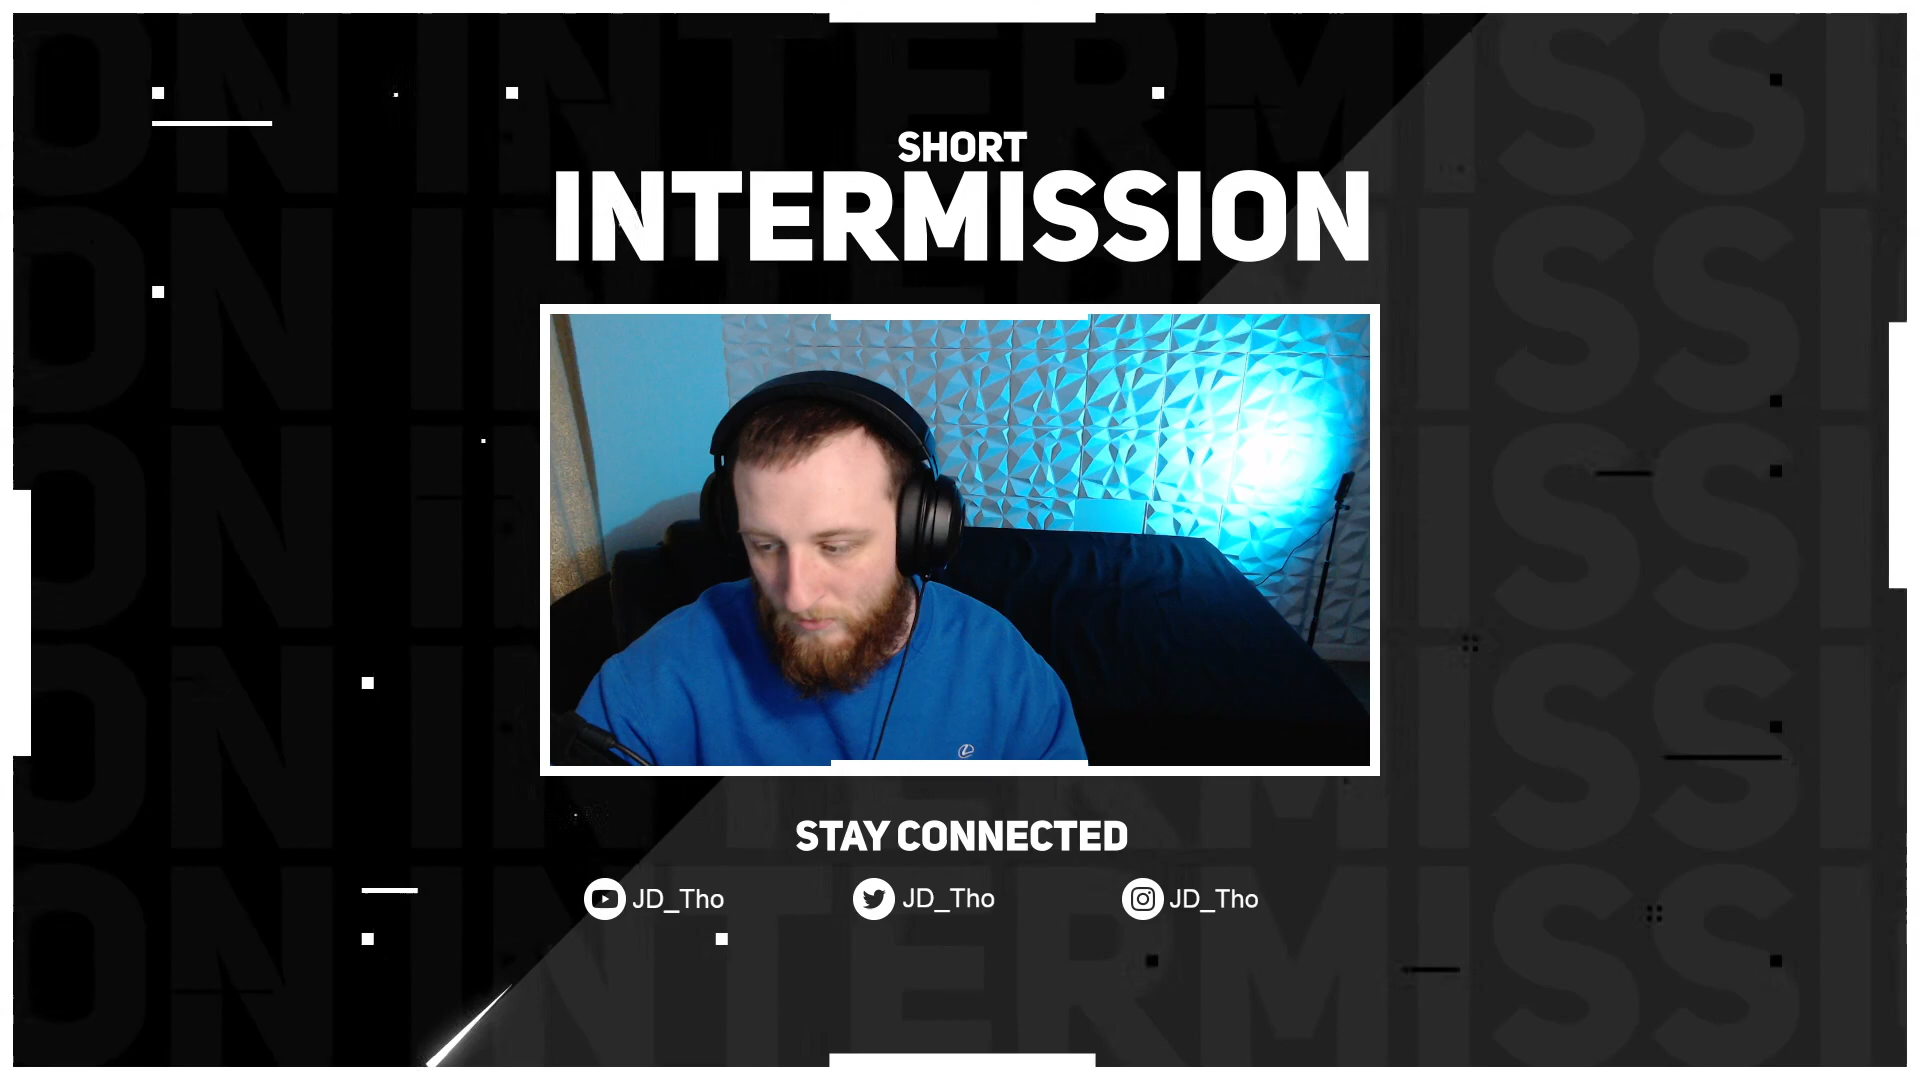 SHORT
INTERMISSION
STAY CONNECTED
JD_Tho JD_Tho JD_Tho